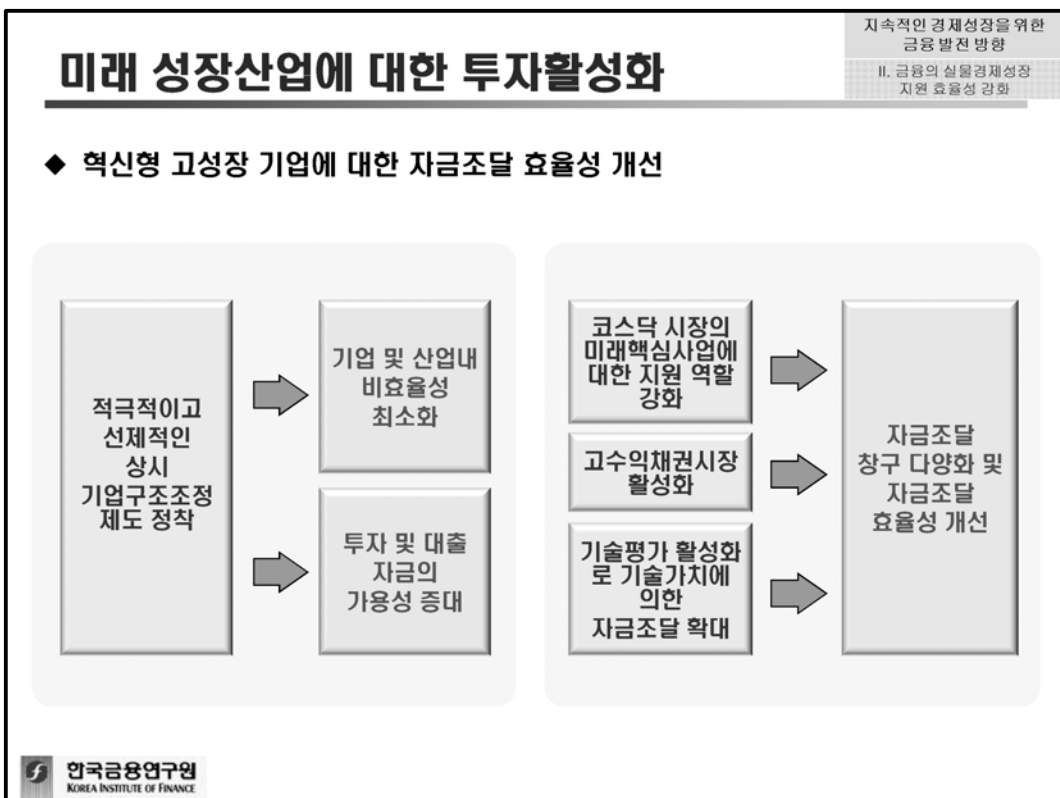 지속적인 경제성장을 위한
금융 발전 방향
II. 금융의 실물경제성장
지원 효율성 강화
미래 성장산업에 대한 투자활성화
◆ 혁신형 고성장 기업에 대한 자금조달 효율성 개선
적극적이고
선제적인
상시
기업구조조정
제도 정착
기업 및 산업내
비효율성
최소화
투자 및 대출
자금의
가용성 증대
코스닥 시장의
미래핵심사업에
대한 지원 역할
강화
고수익채권시장
활성화
기술평가 활성화
로 기술가치에
의한
자금조달 확대
자금조달
창구 다양화 및
자금조달
효율성 개선
한국금융연구원
KOREA INSTITUTE OF FINANCE